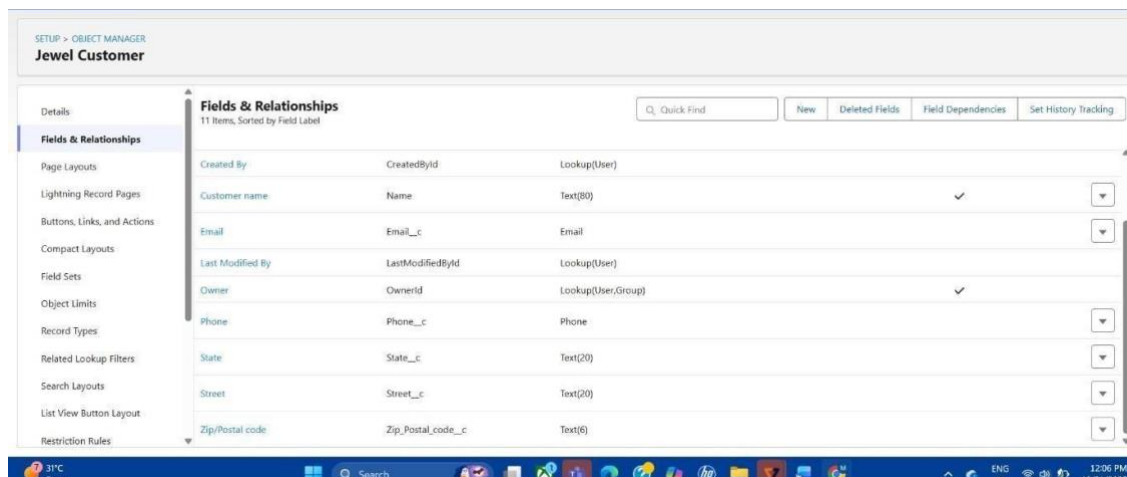 SETUP > OBJECT MANAGER
Jewel Customer
Details
Fields & Relationships
Page Layouts
Lightning Record Pages
Buttons, Links, and Actions
Compact Layouts
Field Sets
Object Limits
Record Types
Related Lookup Filters
Search Layouts
List View Button Layout
Restriction Rules
Fields & Relationships
11 Items, Sorted by Field Label
Quick Find
New
Deleted Fields
Field Dependencies
Set History Tracking
Created By CreatedById Lookup(User)
Customer name Name Text(80)
Email Email__c Email
Last Modified By LastModifiedById Lookup(User)
Owner OwnerId Lookup(User,Group)
Phone Phone__c Phone
State State__c Text(20)
Street Street__c Text(20)
Zip/Postal code Zip_Postal_code__c Text(6)
7 31°C
Search
hp
ENG
12:06 PM